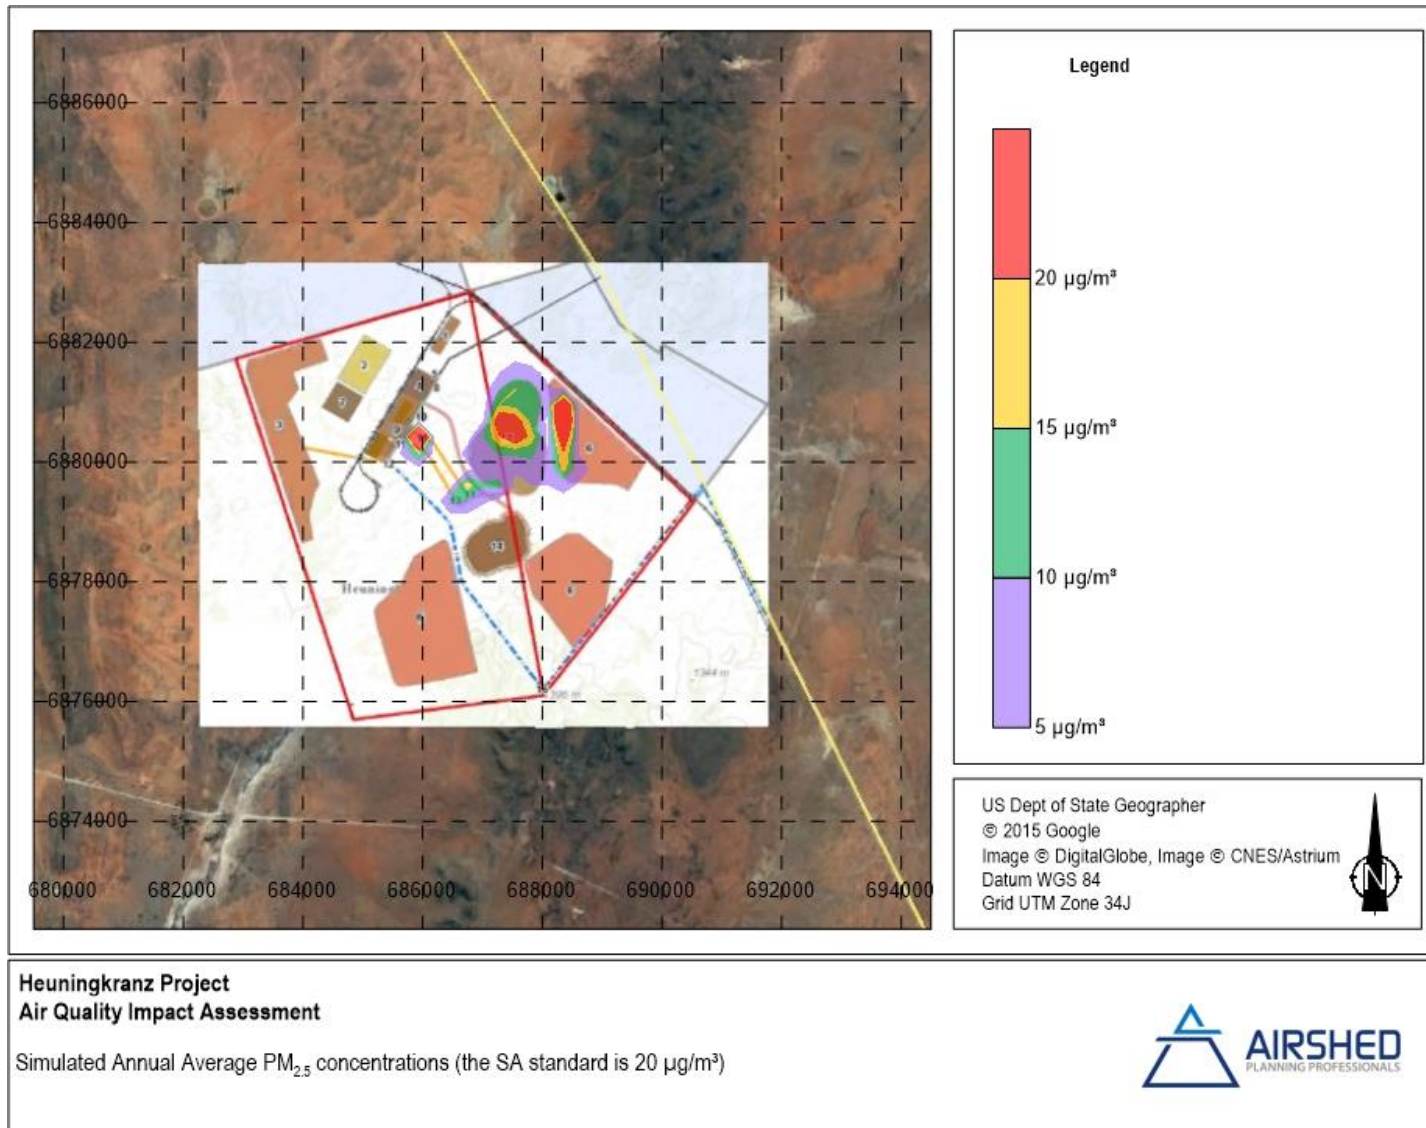 6886000
6884000
6882000
6880000
6878000
6876000
6874000
680000 682000 684000 686000 688000 690000 692000 694000
Heuning
14
Legend
20 µg/m³
15 µg/m³
10 µg/m³
5 µg/m³
US Dept of State Geographer
© 2015 Google
Image © DigitalGlobe, Image © CNES/Astrium
Datum WGS 84
Grid UTM Zone 34J
N
Heuningkranz Project
Air Quality Impact Assessment
Simulated Annual Average PM2.5 concentrations (the SA standard is 20 µg/m³)
AIRSHED
PLANNING PROFESSIONALS